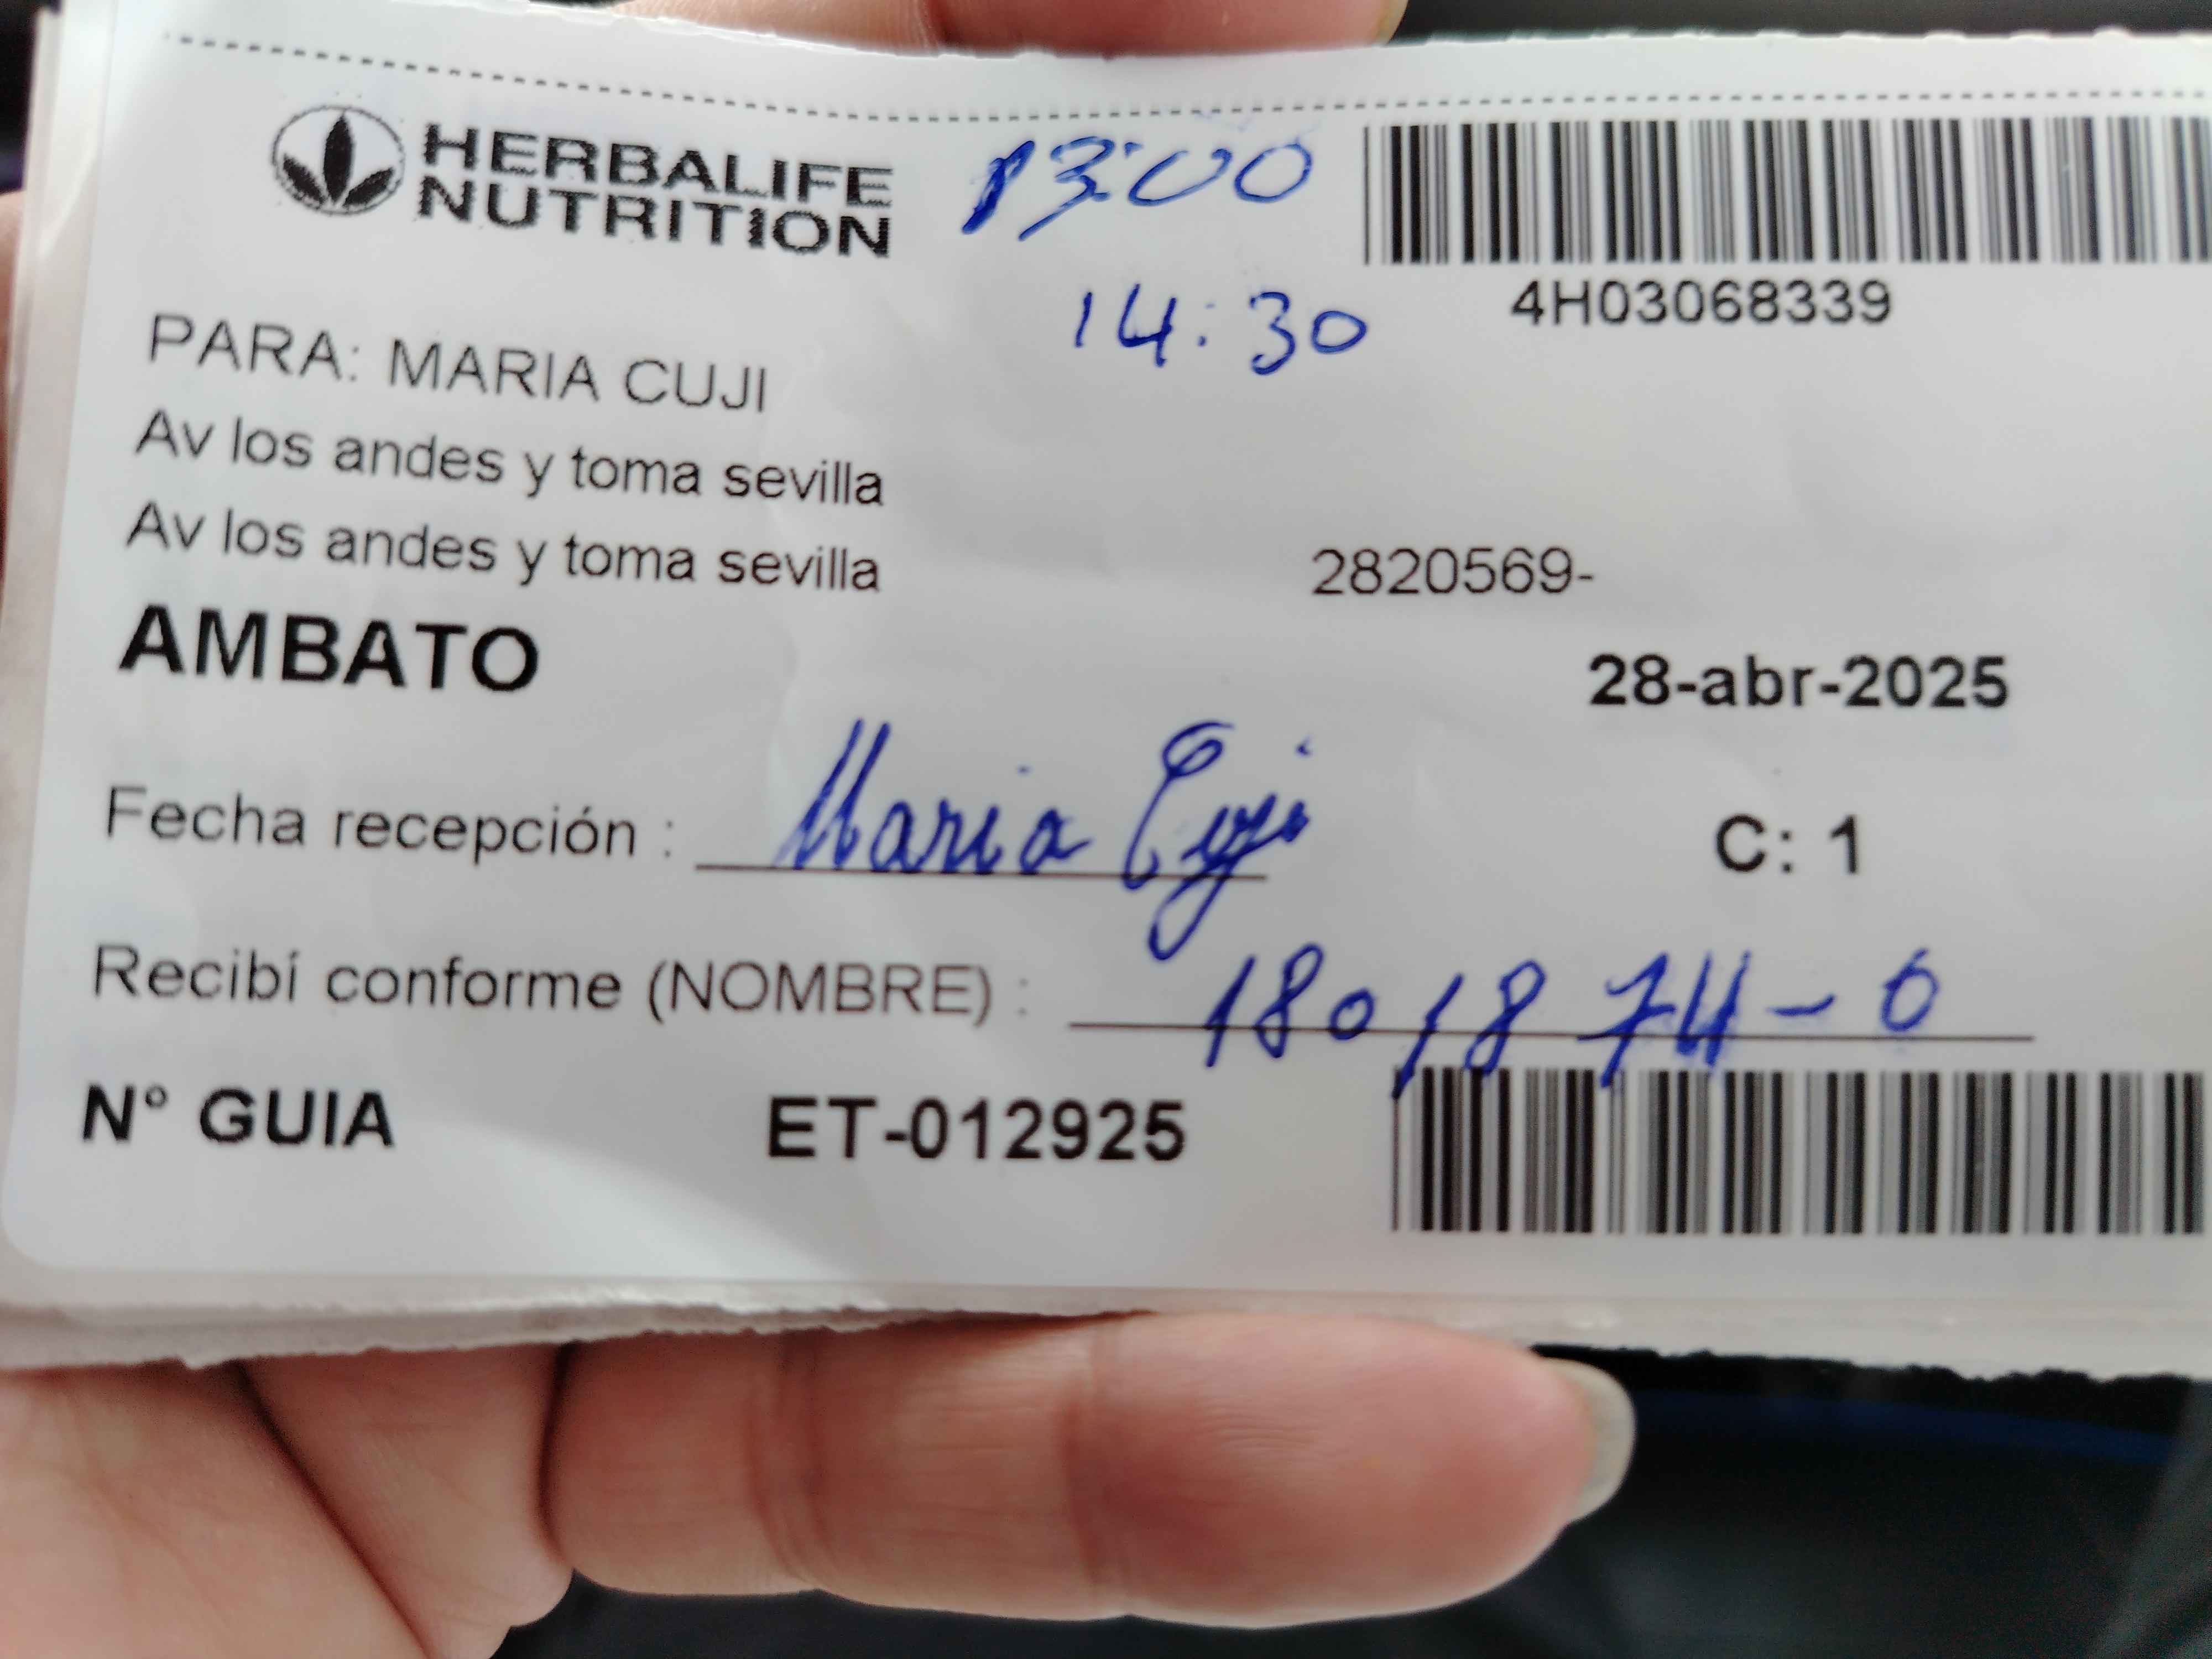 HERBALIFE
NUTRITION
13:00
4H03068339
14:30
PARA: MARIA CUJI
Av los andes y toma sevilla
Av los andes y toma sevilla
2820569-
AMBATO
28-abr-2025
Fecha recepción : Maria Cuji
C: 1
Recibí conforme (NOMBRE) : 1801874-0
N° GUIA ET-012925